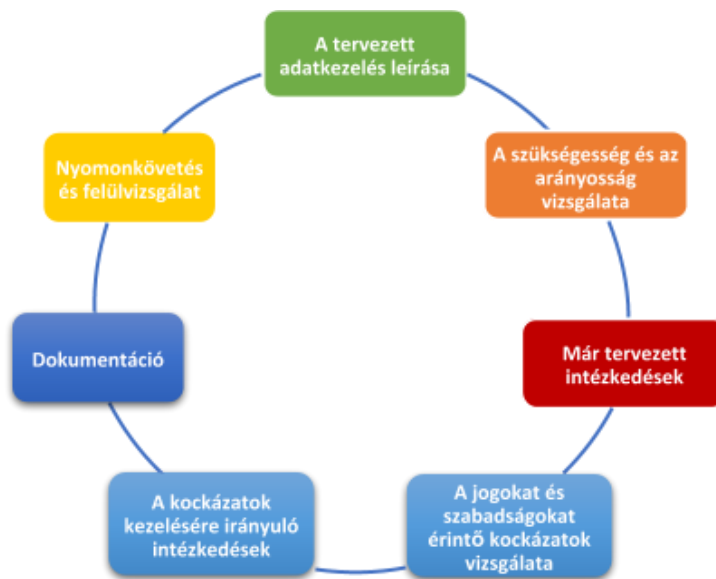 A tervezett
adatkezelés leírása
A szükségesség és az
arányosság
vizsgálata
Már tervezett
intézkedések
A jogokat és
szabadságokat
érintő kockázatok
vizsgálata
A kockázatok
kezelésére irányuló
intézkedések
Dokumentáció
Nyomonkövetés
és felülvizsgálat